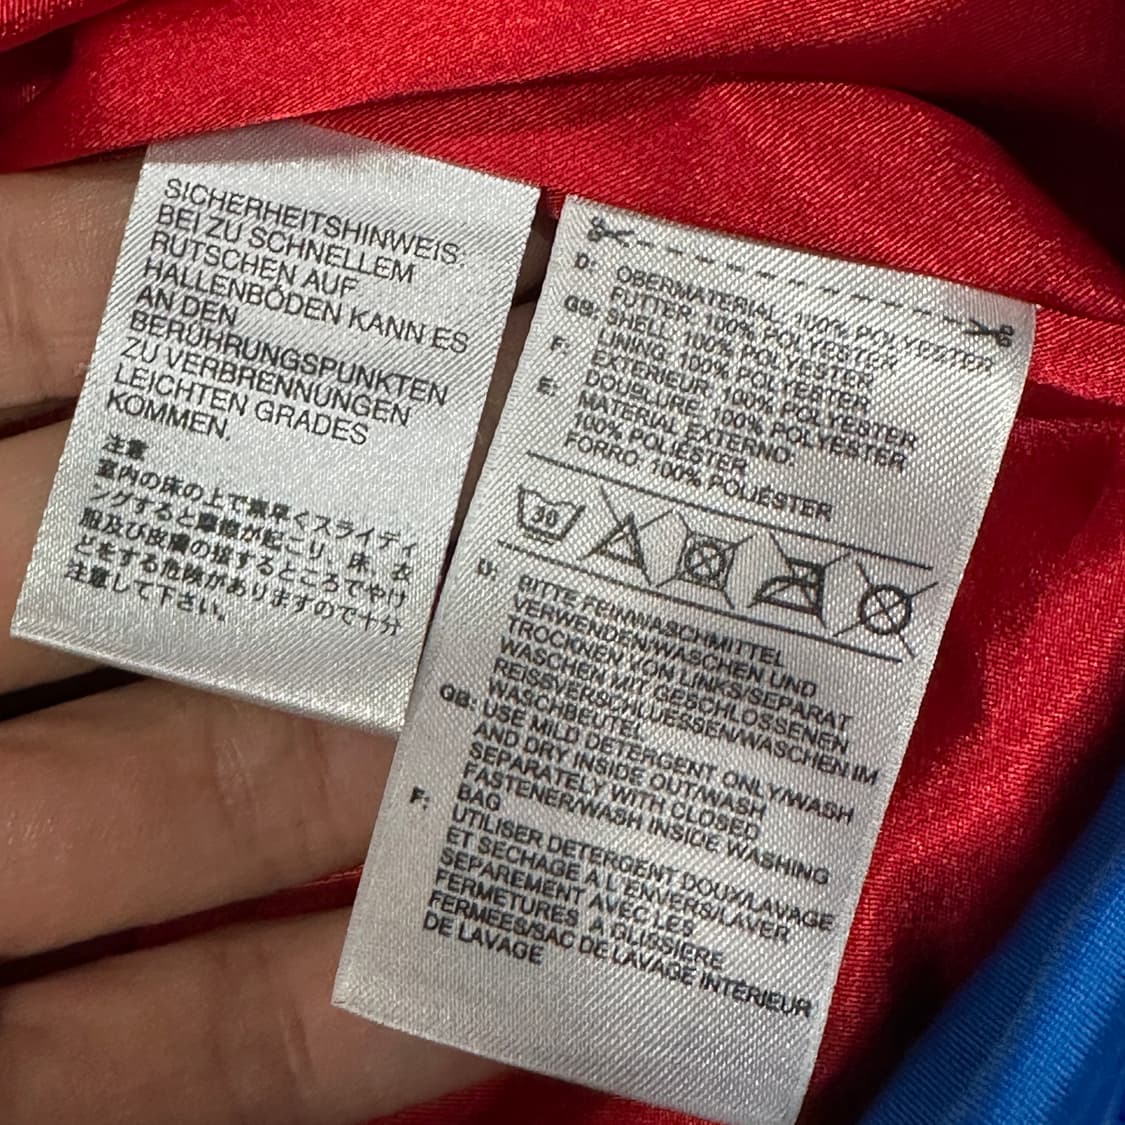 SICHERHEITSHINWEIS:
BEI ZU SCHNELLEM
RUTSCHEN AUF
HALLENBÖDEN KANN ES
AN DEN
BERÜHRUNGSPUNKTEN
ZU VERBRENNUNGEN
LEICHTEN GRADES
KOMMEN.
注意
室内の床の上で素早くスライディ
ングすると摩擦が起こり、床、衣
服及び皮膚の接するところでやけ
どをする危険がありますので十分
注意して下さい。
D: OBERMATERIAL: 100% POLYESTER
FUTTER: 100% POLYESTER
GB: SHELL: 100% POLYESTER
LINING: 100% POLYESTER
F: EXTERIEUR: 100% POLYESTER
DOUBLURE: 100% POLYESTER
E: MATERIAL EXTERNO:
100% POLIESTER
FORRO: 100% POLIÉSTER
30
D: BITTE FEINWASCHMITTEL
VERWENDEN/WASCHEN UND
TROCKNEN VON LINKS/SEPARAT
WASCHEN MIT GESCHLOSSENEN
REISSVERSCHLUESSEN/WASCHEN IM
WASCHBEUTEL
GB: USE MILD DETERGENT ONLY/WASH
AND DRY INSIDE OUT/WASH
SEPARATELY WITH CLOSED
FASTENER/WASH INSIDE WASHING
BAG
F: UTILISER DETERGENT DOUX/LAVAGE
ET SECHAGE A L'ENVERS/LAVER
SEPAREMENT AVEC LES
FERMETURES A GLISSIERE
FERMEES/SAC DE LAVAGE INTERIEUR
DE LAVAGE